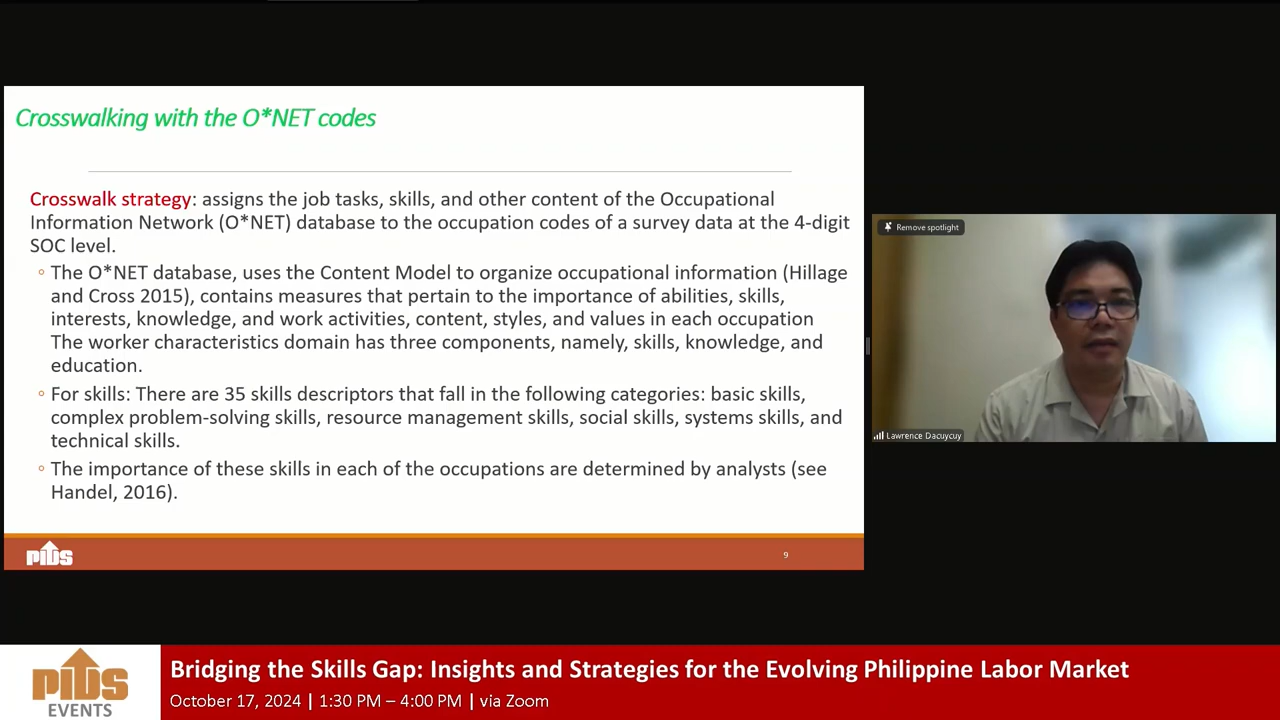 Crosswalking with the O*NET codes
Crosswalk strategy: assigns the job tasks, skills, and other content of the Occupational
Information Network (O*NET) database to the occupation codes of a survey data at the 4-digit
SOC level.
◦ The O*NET database, uses the Content Model to organize occupational information (Hillage
and Cross 2015), contains measures that pertain to the importance of abilities, skills,
interests, knowledge, and work activities, content, styles, and values in each occupation
The worker characteristics domain has three components, namely, skills, knowledge, and
education.
◦ For skills: There are 35 skills descriptors that fall in the following categories: basic skills,
complex problem-solving skills, resource management skills, social skills, systems skills, and
technical skills.
◦ The importance of these skills in each of the occupations are determined by analysts (see
Handel, 2016).
pids
9
Remove spotlight
Lawrence Dacuycuy
pids
EVENTS
Bridging the Skills Gap: Insights and Strategies for the Evolving Philippine Labor Market
October 17, 2024 | 1:30 PM – 4:00 PM | via Zoom